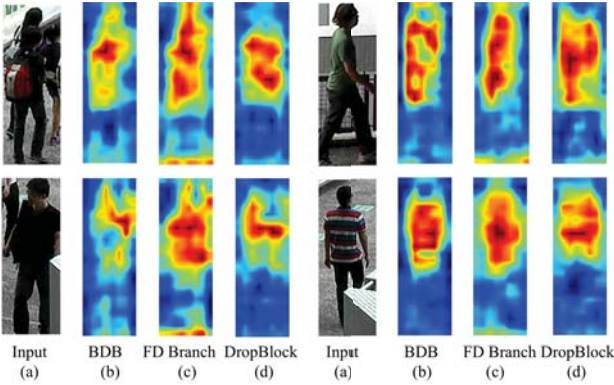 Input BDB FD Branch DropBlock Input BDB FD Branch DropBlock
(a) (b) (c) (d) (a) (b) (c) (d)